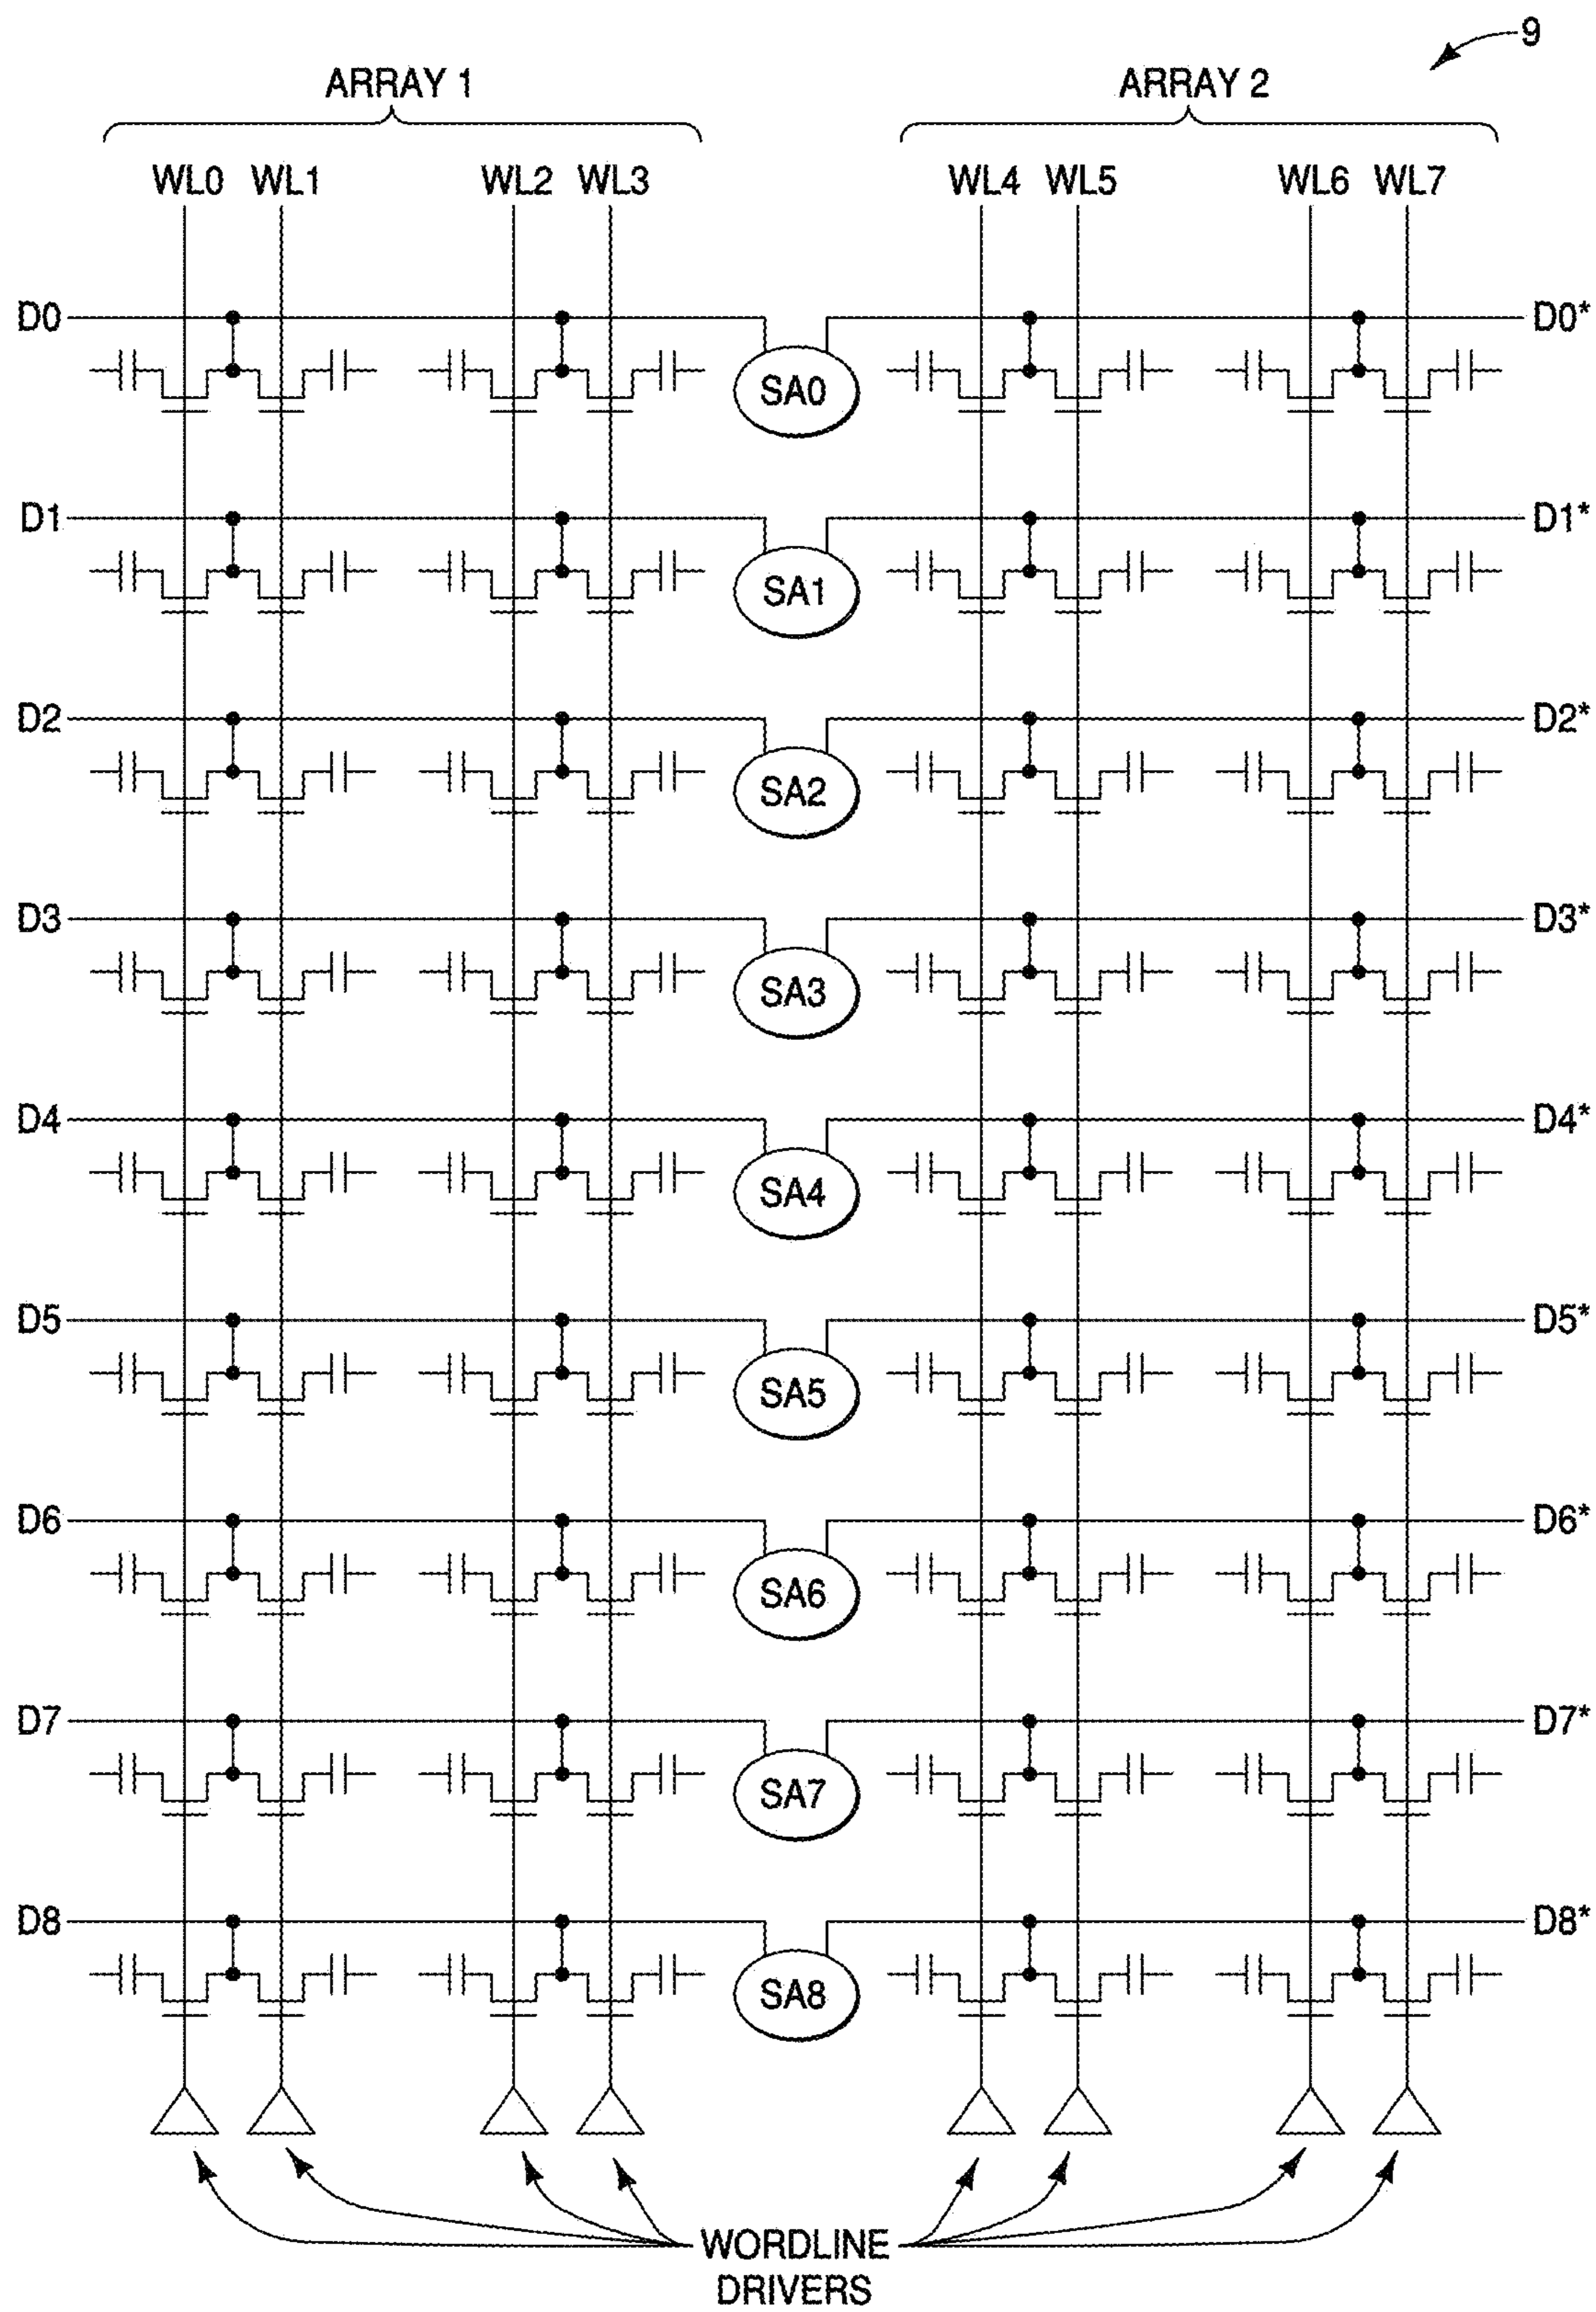 9
ARRAY 1 ARRAY 2
WL0 WL1 WL2 WL3 WL4 WL5 WL6 WL7
D0 D0*
SA0
D1 D1*
SA1
D2 D2*
SA2
D3 D3*
SA3
D4 D4*
SA4
D5 D5*
SA5
D6 D6*
SA6
D7 D7*
SA7
D8 D8*
SA8
WORDLINE
DRIVERS